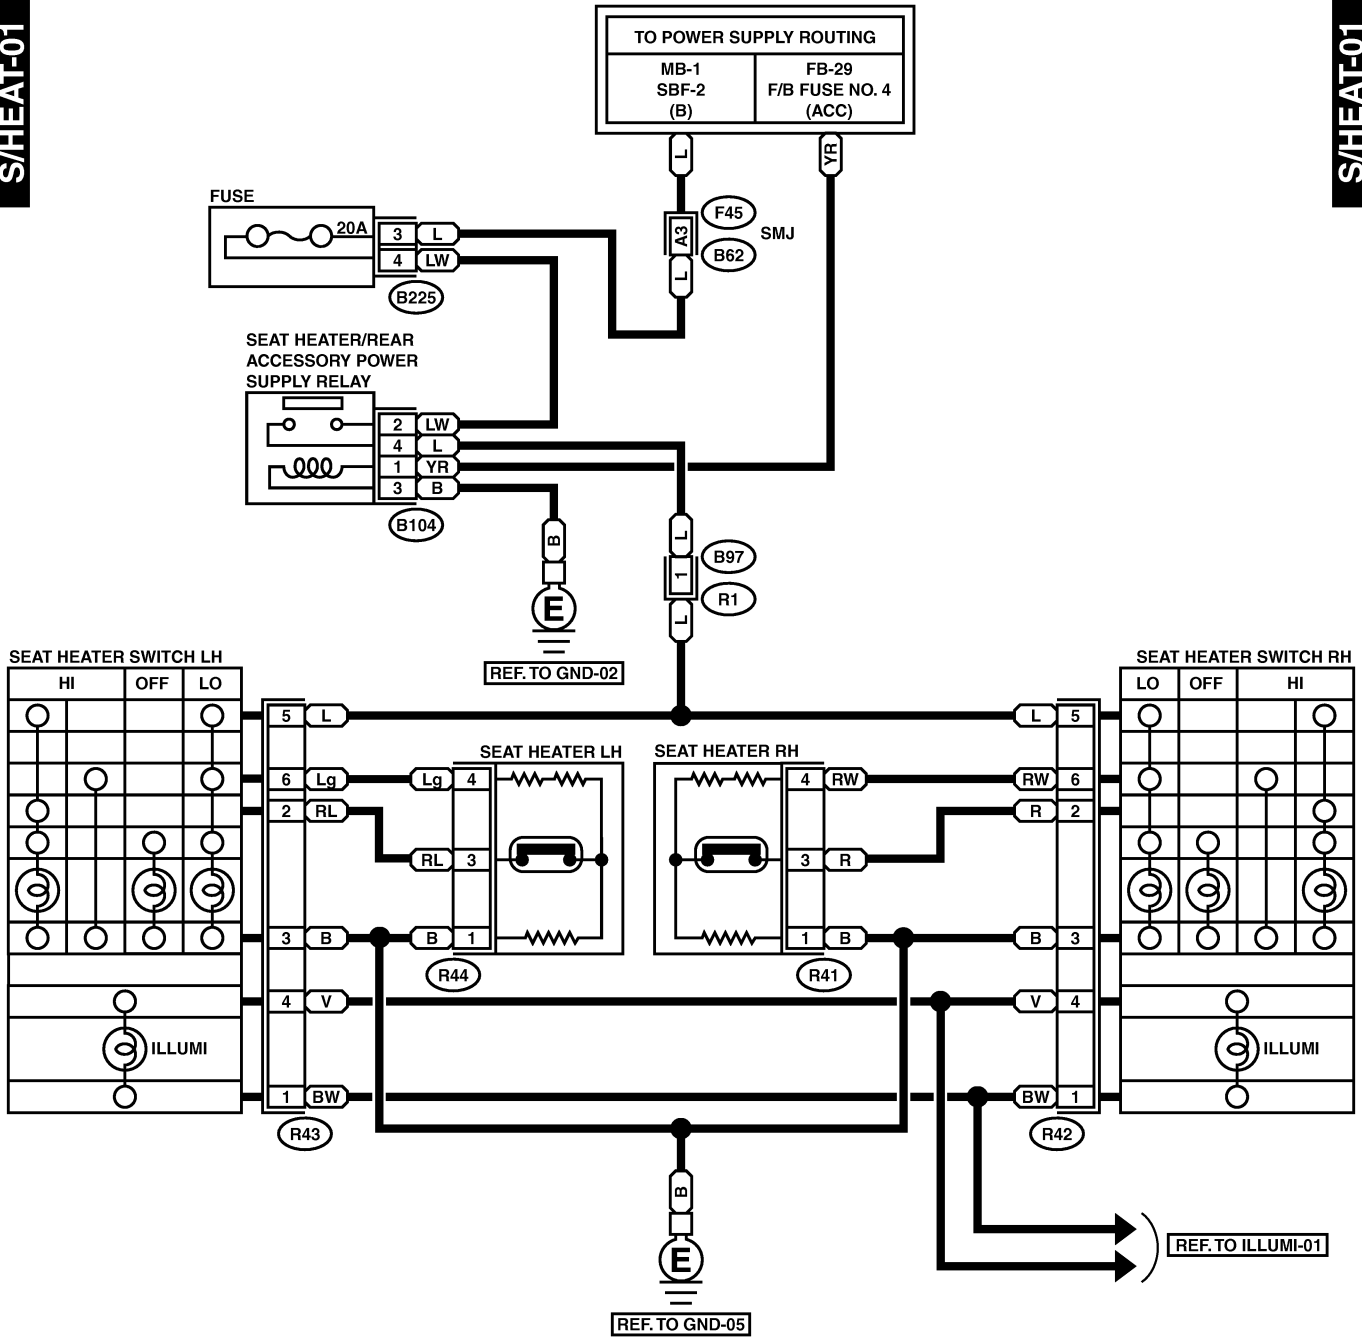 S/HEAT-01
S/HEAT-01
TO POWER SUPPLY ROUTING
MB-1
SBF-2
(B)
FB-29
F/B FUSE NO. 4
(ACC)
L
YR
FUSE
20A
3 L
4 LW
B225
A3
F45
B62
SMJ
L
SEAT HEATER/REAR
ACCESSORY POWER
SUPPLY RELAY
2 LW
4 L
1 YR
3 B
B104
B
E
REF. TO GND-02
L
1
B97
R1
L
SEAT HEATER SWITCH LH
HI OFF LO
5 L
6 Lg
2 RL
3 B
4 V
1 BW
ILLUMI
R43
SEAT HEATER LH
Lg 4
RL 3
B 1
R44
SEAT HEATER RH
4 RW
3 R
1 B
R41
SEAT HEATER SWITCH RH
LO OFF HI
L 5
RW 6
R 2
B 3
V 4
BW 1
ILLUMI
R42
B
E
REF. TO GND-05
REF. TO ILLUMI-01